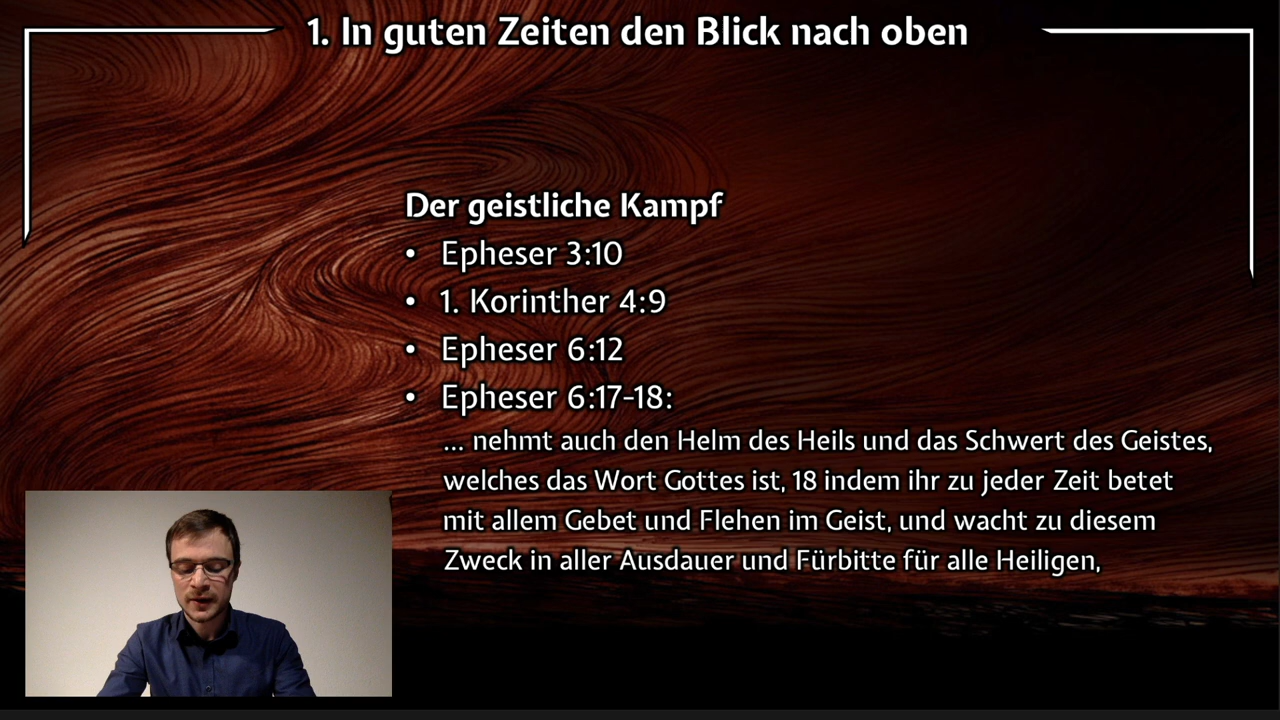 1. In guten Zeiten den Blick nach oben
Der geistliche Kampf
• Epheser 3:10
• 1. Korinther 4:9
• Epheser 6:12
• Epheser 6:17-18:
... nehmt auch den Helm des Heils und das Schwert des Geistes,
welches das Wort Gottes ist, 18 indem ihr zu jeder Zeit betet
mit allem Gebet und Flehen im Geist, und wacht zu diesem
Zweck in aller Ausdauer und Fürbitte für alle Heiligen,